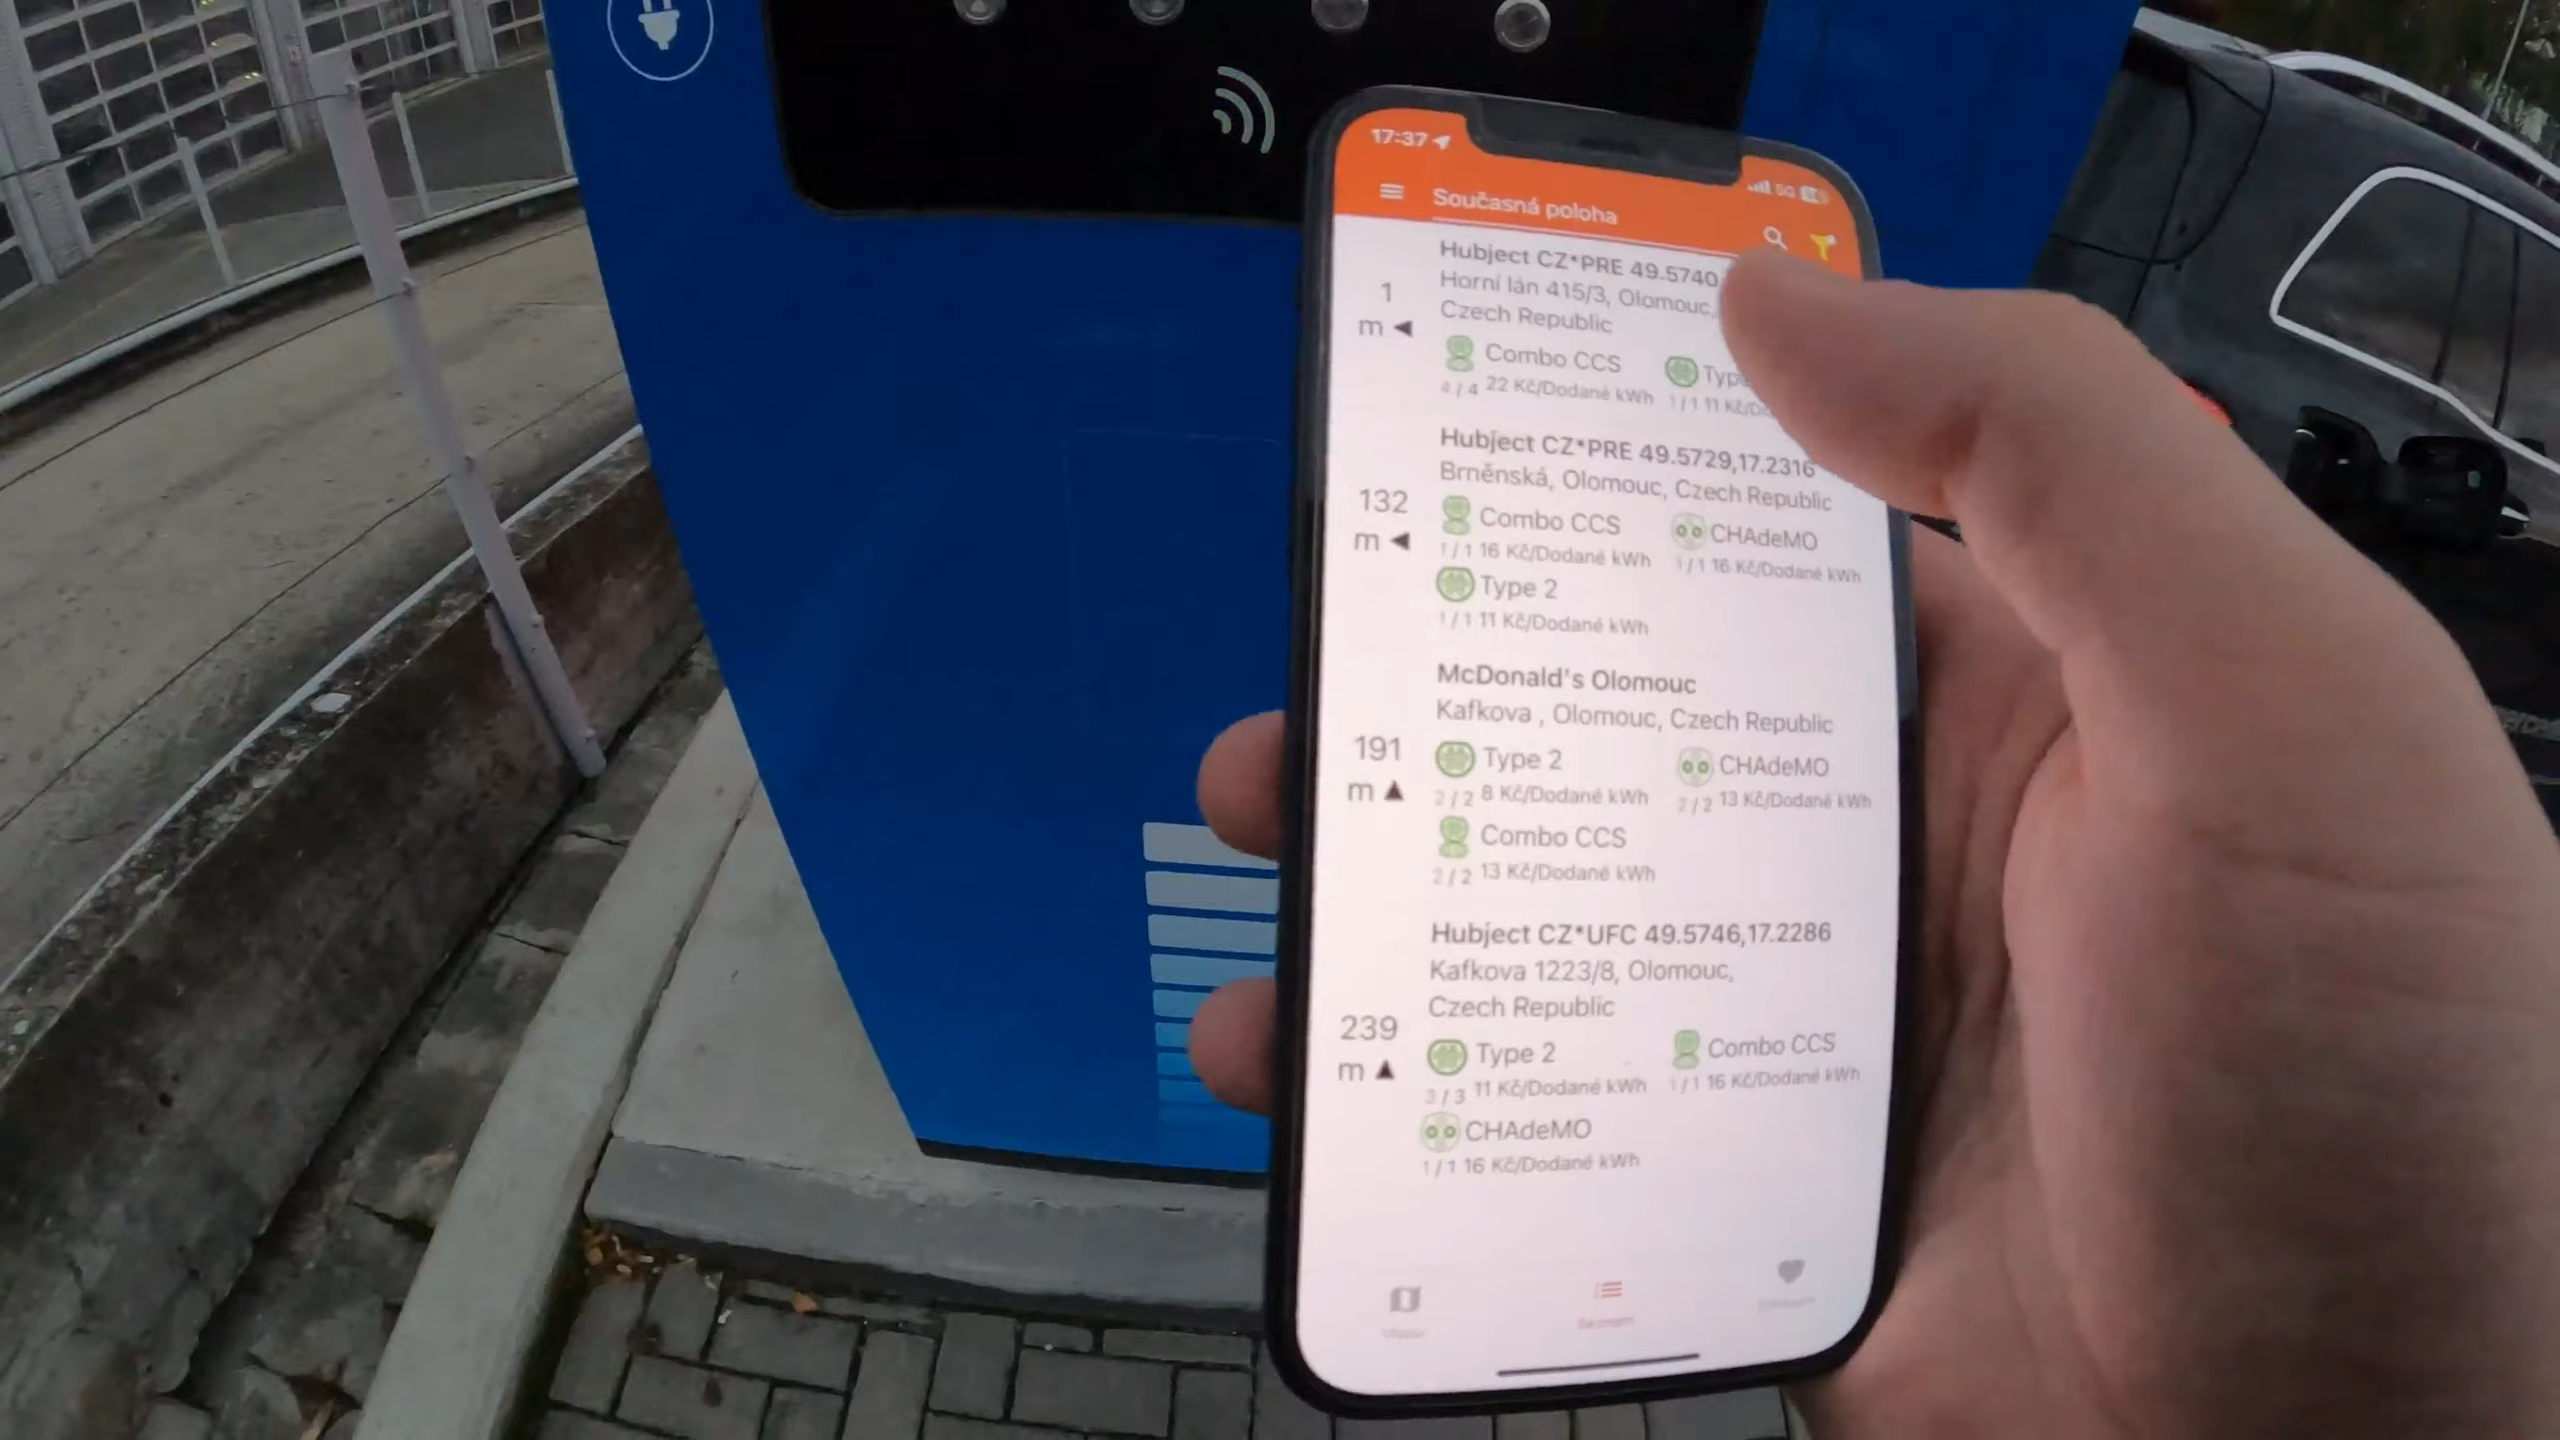 17:37
5G
Současná poloha
Hubject CZ*PRE 49.5740
1
m
Horní lán 415/3, Olomouc,
Czech Republic
Combo CCS
4 / 4 22 Kč/Dodané kWh
1 / 1 11
Hubject CZ*PRE 49.5729,17.2316
132
m
Brněnská, Olomouc, Czech Republic
Combo CCS
CHAdeMO
1 / 1 16 Kč/Dodané kWh
1 / 1 16 Kč/Dodané kWh
Type 2
1 / 1 11 Kč/Dodané kWh
McDonald's Olomouc
191
m
Kafkova , Olomouc, Czech Republic
Type 2
CHAdeMO
2 / 2 8 Kč/Dodané kWh
2 / 2 13 Kč/Dodané kWh
Combo CCS
2 / 2 13 Kč/Dodané kWh
Hubject CZ*UFC 49.5746,17.2286
239
m
Kafkova 1223/8, Olomouc,
Czech Republic
Type 2
Combo CCS
3 / 3 11 Kč/Dodané kWh
1 / 1 16 Kč/Dodané kWh
CHAdeMO
1 / 1 16 Kč/Dodané kWh
Seznam